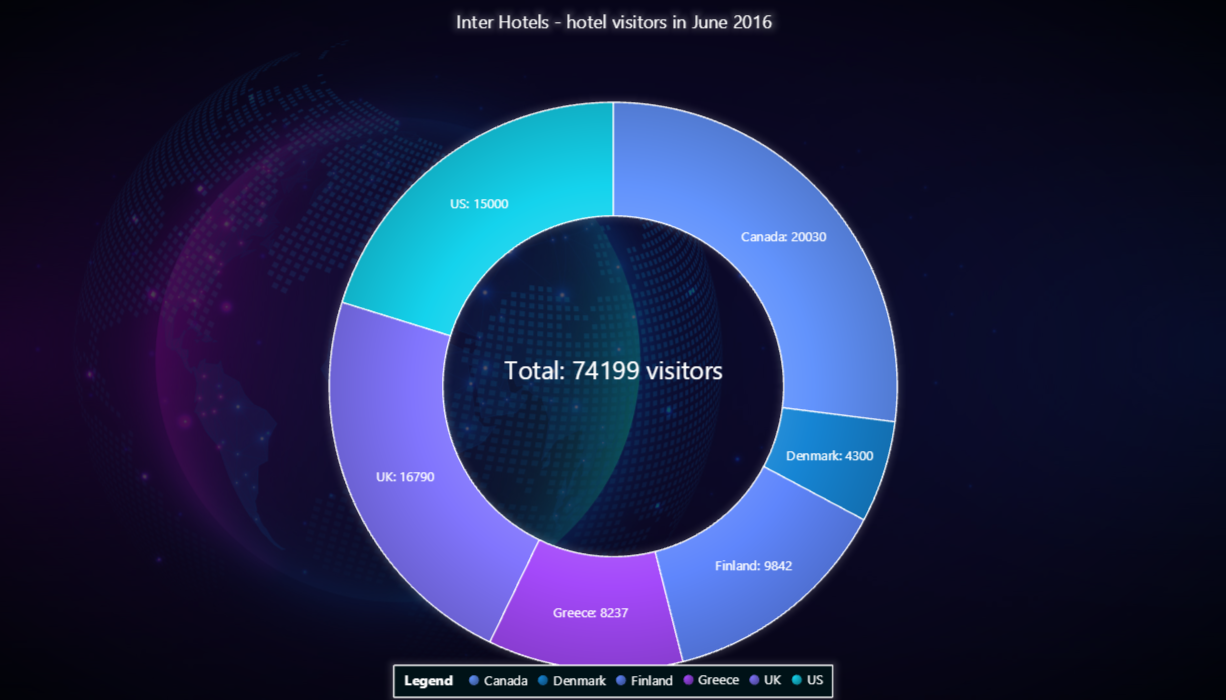 Inter Hotels - hotel visitors in June 2016
US: 15000
Canada: 20030
Total: 74199 visitors
Denmark: 4300
UK: 16790
Finland: 9842
Greece: 8237
Legend Canada Denmark Finland Greece UK US